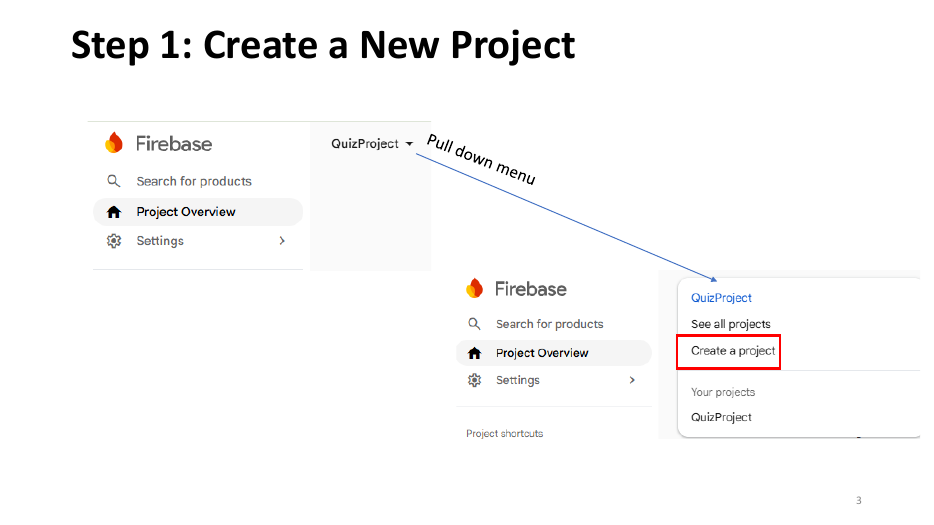 Step 1: Create a New Project
Firebase
QuizProject
Pull down menu
Search for products
Project Overview
Settings
Firebase
Search for products
Project Overview
Settings
Project shortcuts
QuizProject
See all projects
Create a project
Your projects
QuizProject
3